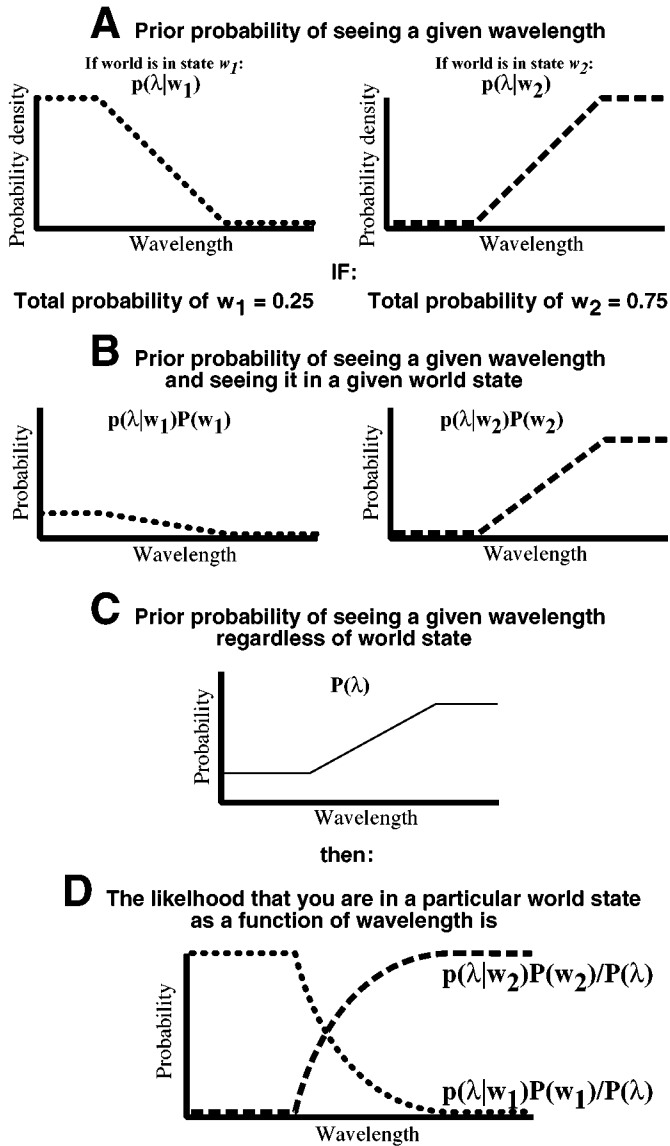 A Prior probability of seeing a given wavelength
If world is in state w1:
p(λ|w1)
Probability density
Wavelength
If world is in state w2:
p(λ|w2)
Probability density
Wavelength
IF:
Total probability of w1 = 0.25
Total probability of w2 = 0.75
B Prior probability of seeing a given wavelength
and seeing it in a given world state
p(λ|w1)P(w1)
Probability
Wavelength
p(λ|w2)P(w2)
Probability
Wavelength
C Prior probability of seeing a given wavelength
regardless of world state
P(λ)
Probability
Wavelength
then:
D The likelhood that you are in a particular world state
as a function of wavelength is
p(λ|w2)P(w2)/P(λ)
Probability
p(λ|w1)P(w1)/P(λ)
Wavelength